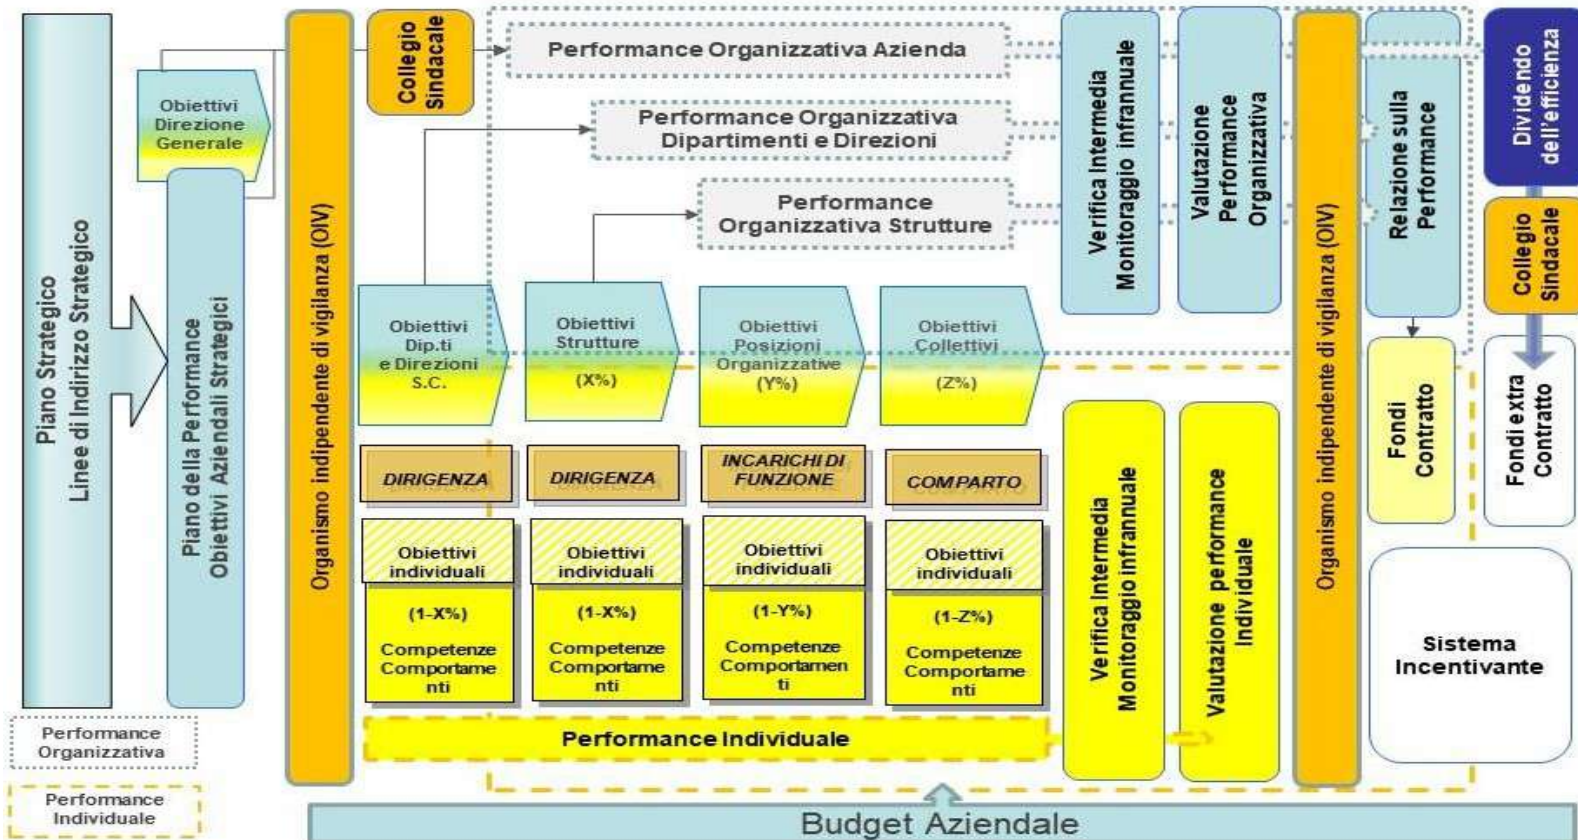 Piano Strategico
Linee di Indirizzo Strategico
Obiettivi
Direzione
Generale
Piano della Performance
Obiettivi Aziendali Strategici
Organismo indipendente di vigilanza (OIV)
Collegio
Sindacale
Performance Organizzativa Azienda
Performance Organizzativa
Dipartimenti e Direzioni
Performance
Organizzativa Strutture
Verifica Intermedia
Monitoraggio infrannuale
Valutazione
Performance
Organizzativa
Organismo indipendente di vigilanza (OIV)
Relazione sulla
Performance
Dividendo
dell'efficienza
Collegio
Sindacale
Obiettivi
Dip.ti
e Direzioni
S.C.
Obiettivi
Strutture
(X%)
Obiettivi
Posizioni
Organizzative
(Y%)
Obiettivi
Collettivi
(Z%)
Fondi
Contratto
Fondi extra
Contratto
DIRIGENZA
DIRIGENZA
INCARICHI DI
FUNZIONE
COMPARTO
Obiettivi
individuali
(1-X%)
Competenze
Comportame
nti
Obiettivi
individuali
(1-X%)
Competenze
Comportame
nti
Obiettivi
individuali
(1-Y%)
Competenze
Comportamen
ti
Obiettivi
individuali
(1-Z%)
Competenze
Comportame
nti
Verifica Intermedia
Monitoraggio infrannuale
Valutazione performance
Individuale
Sistema
Incentivante
Performance Individuale
Performance
Organizzativa
Performance
Individuale
Budget Aziendale